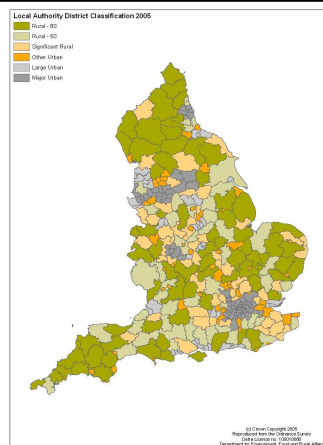 Local Authority District Classification 2005
Rural - 80
Rural - 50
Significant Rural
Other Urban
Large Urban
Major Urban
(c) Crown Copyright 2005
Reproduced from the Ordnance Survey
Defra Licence no. 100018880
Department for Environment, Food and Rural Affairs